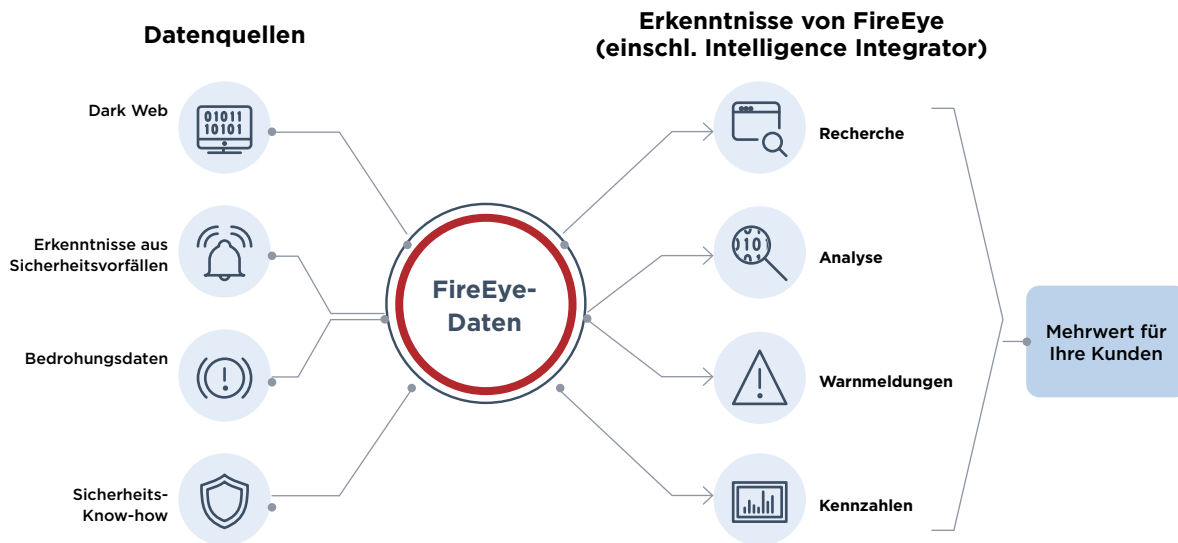 Datenquellen
Erkenntnisse von FireEye
(einschl. Intelligence Integrator)
Dark Web
01011
10101
Erkenntnisse aus
Sicherheitsvorfällen
Bedrohungsdaten
Sicherheits-
Know-how
FireEye-
Daten
Recherche
10
Analyse
Warnmeldungen
Kennzahlen
Mehrwert für
Ihre Kunden